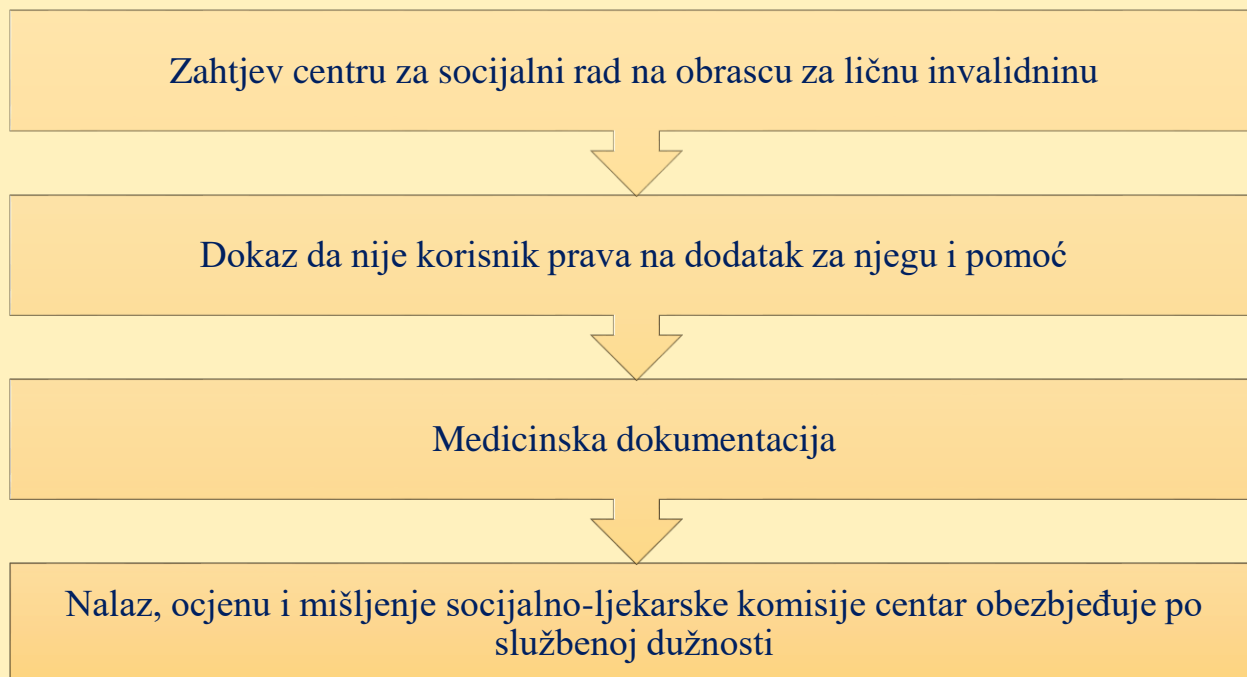 Zahtjev centru za socijalni rad na obrascu za ličnu invalidninu
Dokaz da nije korisnik prava na dodatak za njegu i pomoć
Medicinska dokumentacija
Nalaz, ocjenu i mišljenje socijalno-ljekarske komisije centar obezbjeđuje po
službenoj dužnosti